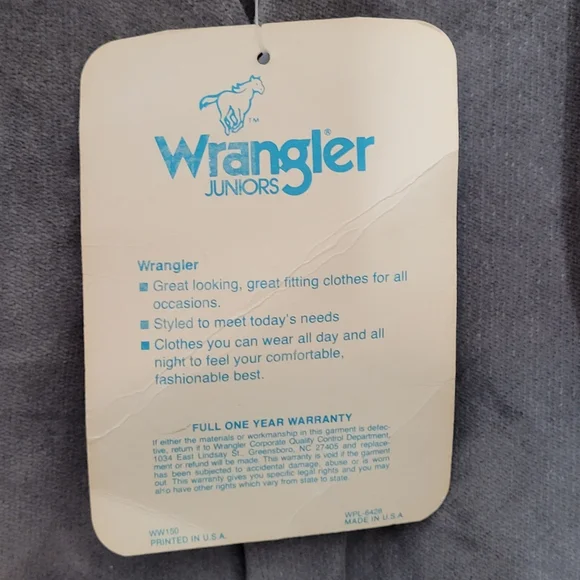 TM
Wrangler®
JUNIORS
Wrangler
■ Great looking, great fitting clothes for all
occasions.
■ Styled to meet today's needs
■ Clothes you can wear all day and all
night to feel your comfortable,
fashionable best.
FULL ONE YEAR WARRANTY
If either the materials or workmanship in this garment is defec-
tive, return it to Wrangler Corporate Quality Control Department,
1034 East Lindsay St., Greensboro, NC 27405 and replace-
ment or refund will be made. This warranty is void if the garment
has been subjected to accidental damage, abuse or is worn
out. This warranty gives you specific legal rights and you may
also have other rights which vary from state to state.
WW150
PRINTED IN U.S.A.
WPL-8428
MADE IN U.S.A.